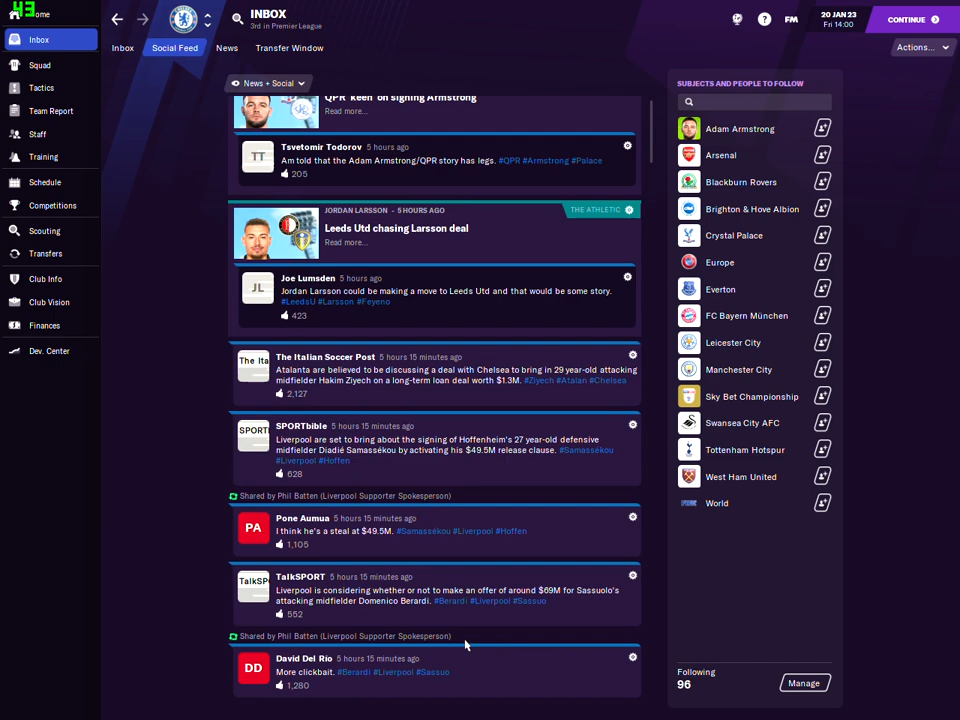 43
Home
INBOX
3rd in Premier League
FM
20 JAN 23
Fri 14:00
CONTINUE
Inbox
Social Feed
News
Transfer Window
Actions...
Inbox
Squad
Tactics
Team Report
Staff
Training
Schedule
Competitions
Scouting
Transfers
Club Info
Club Vision
Finances
Dev. Center
News + Social
QPR 'keen' on signing Armstrong
Read more...
TT
Tsvetomir Todorov 5 hours ago
Am told that the Adam Armstrong/QPR story has legs. #QPR #Armstrong #Palace
205
JORDAN LARSSON - 5 HOURS AGO
THE ATHLETIC
Leeds Utd chasing Larsson deal
Read more...
JL
Joe Lumsden 5 hours ago
Jordan Larsson could be making a move to Leeds Utd and that would be some story.
#LeedsU #Larsson #Feyeno
423
The Ita
The Italian Soccer Post 5 hours 15 minutes ago
Atalanta are believed to be discussing a deal with Chelsea to bring in 29 year-old attacking
midfielder Hakim Ziyech on a long-term loan deal worth $1.3M. #Ziyech #Atalan #Chelsea
2,127
SPORT
SPORTbible 5 hours 15 minutes ago
Liverpool are set to bring about the signing of Hoffenheim's 27 year-old defensive
midfielder Diadié Samassékou by activating his $49.5M release clause. #Samassékou
#Liverpool #Hoffen
628
Shared by Phil Batten (Liverpool Supporter Spokesperson)
PA
Pone Aumua 5 hours 15 minutes ago
I think he's a steal at $49.5M. #Samassékou #Liverpool #Hoffen
1,105
TalkSP
TalkSPORT 5 hours 15 minutes ago
Liverpool is considering whether or not to make an offer of around $69M for Sassuolo's
attacking midfielder Domenico Berardi. #Berardi #Liverpool #Sassuo
552
Shared by Phil Batten (Liverpool Supporter Spokesperson)
DD
David Del Río 5 hours 15 minutes ago
More clickbait. #Berardi #Liverpool #Sassuo
1,280
SUBJECTS AND PEOPLE TO FOLLOW
Adam Armstrong
Arsenal
Blackburn Rovers
Brighton & Hove Albion
Crystal Palace
Europe
Everton
FC Bayern München
Leicester City
Manchester City
Sky Bet Championship
Swansea City AFC
Tottenham Hotspur
West Ham United
World
Following
96
Manage